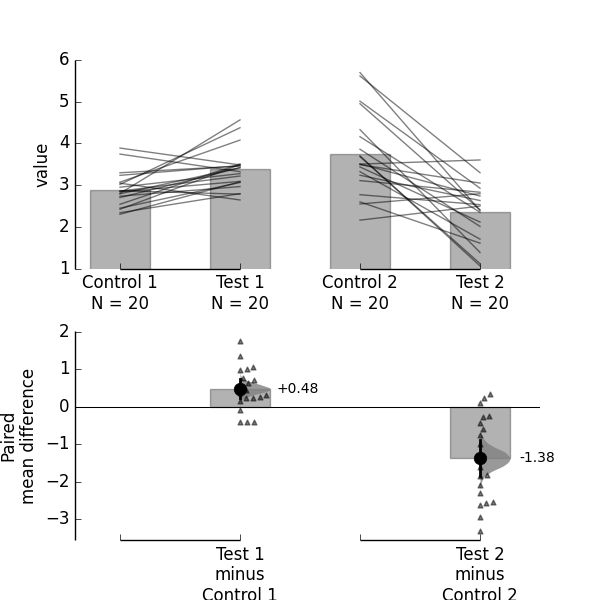 6
5
4
3
2
1
value
Control 1
N = 20
Test 1
N = 20
Control 2
N = 20
Test 2
N = 20
2
1
0
−1
−2
−3
Paired
mean difference
+0.48
-1.38
Test 1
minus
Control 1
Test 2
minus
Control 2